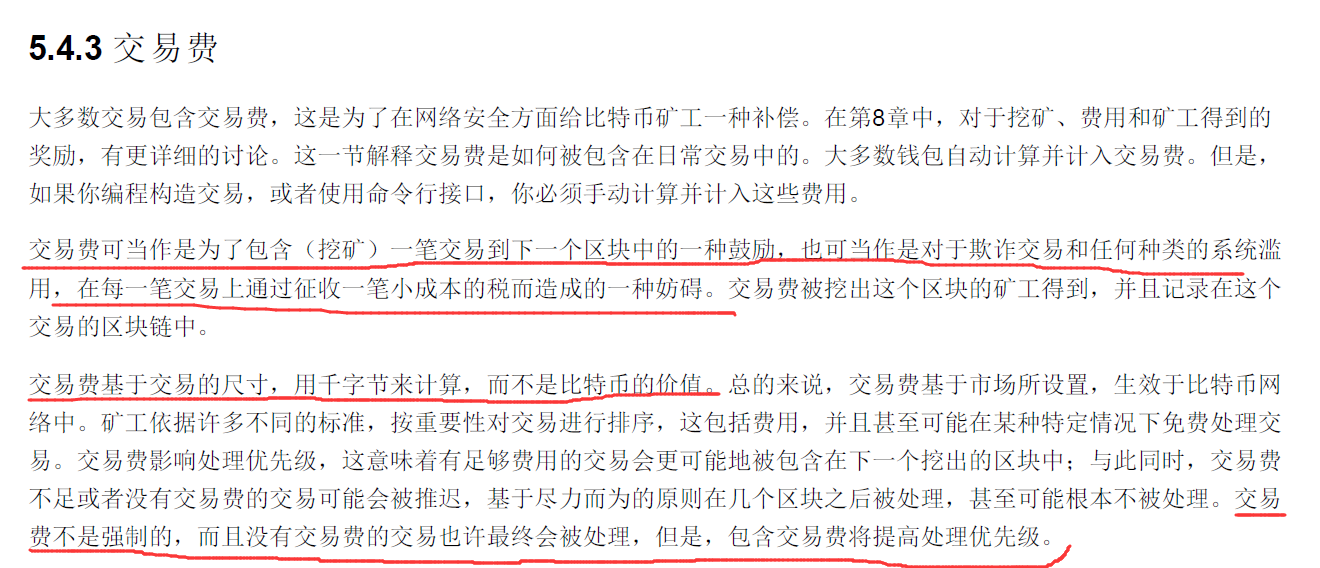 5.4.3 交易费
大多数交易包含交易费，这是为了在网络安全方面给比特币矿工一种补偿。在第8章中，对于挖矿、费用和矿工得到的
奖励，有更详细的讨论。这一节解释交易费是如何被包含在日常交易中的。大多数钱包自动计算并计入交易费。但是，
如果你编程构造交易，或者使用命令行接口，你必须手动计算并计入这些费用。
交易费可当作是为了包含（挖矿）一笔交易到下一个区块中的一种鼓励，也可当作是对于欺诈交易和任何种类的系统滥
用，在每一笔交易上通过征收一笔小成本的税而造成的一种妨碍。交易费被挖出这个区块的矿工得到，并且记录在这个
交易的区块链中。
交易费基于交易的尺寸，用千字节来计算，而不是比特币的价值。总的来说，交易费基于市场所设置，生效于比特币网
络中。矿工依据许多不同的标准，按重要性对交易进行排序，这包括费用，并且甚至可能在某种特定情况下免费处理交
易。交易费影响处理优先级，这意味着有足够费用的交易会更可能地被包含在下一个挖出的区块中；与此同时，交易费
不足或者没有交易费的交易可能会被推迟，基于尽力而为的原则在几个区块之后被处理，甚至可能根本不被处理。交易
费不是强制的，而且没有交易费的交易也许最终会被处理，但是，包含交易费将提高处理优先级。